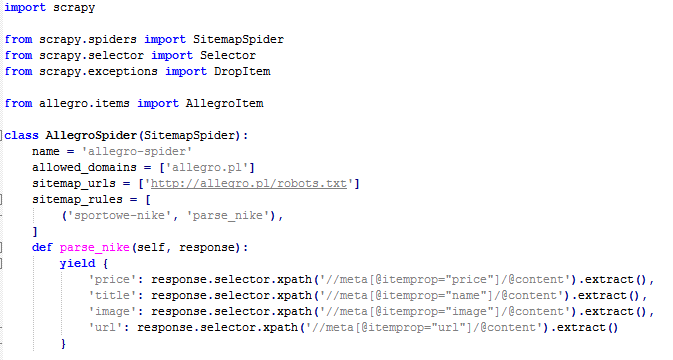 import scrapy
from scrapy.spiders import SitemapSpider
from scrapy.selector import Selector
from scrapy.exceptions import DropItem
from allegro.items import AllegroItem
class AllegroSpider(SitemapSpider):
    name = 'allegro-spider'
    allowed_domains = ['allegro.pl']
    sitemap_urls = ['http://allegro.pl/robots.txt']
    sitemap_rules = [
        ('sportowe-nike', 'parse_nike'),
    ]
    def parse_nike(self, response):
        yield {
            'price': response.selector.xpath('//meta[@itemprop="price"]/@content').extract(),
            'title': response.selector.xpath('//meta[@itemprop="name"]/@content').extract(),
            'image': response.selector.xpath('//meta[@itemprop="image"]/@content').extract(),
            'url': response.selector.xpath('//meta[@itemprop="url"]/@content').extract()
        }